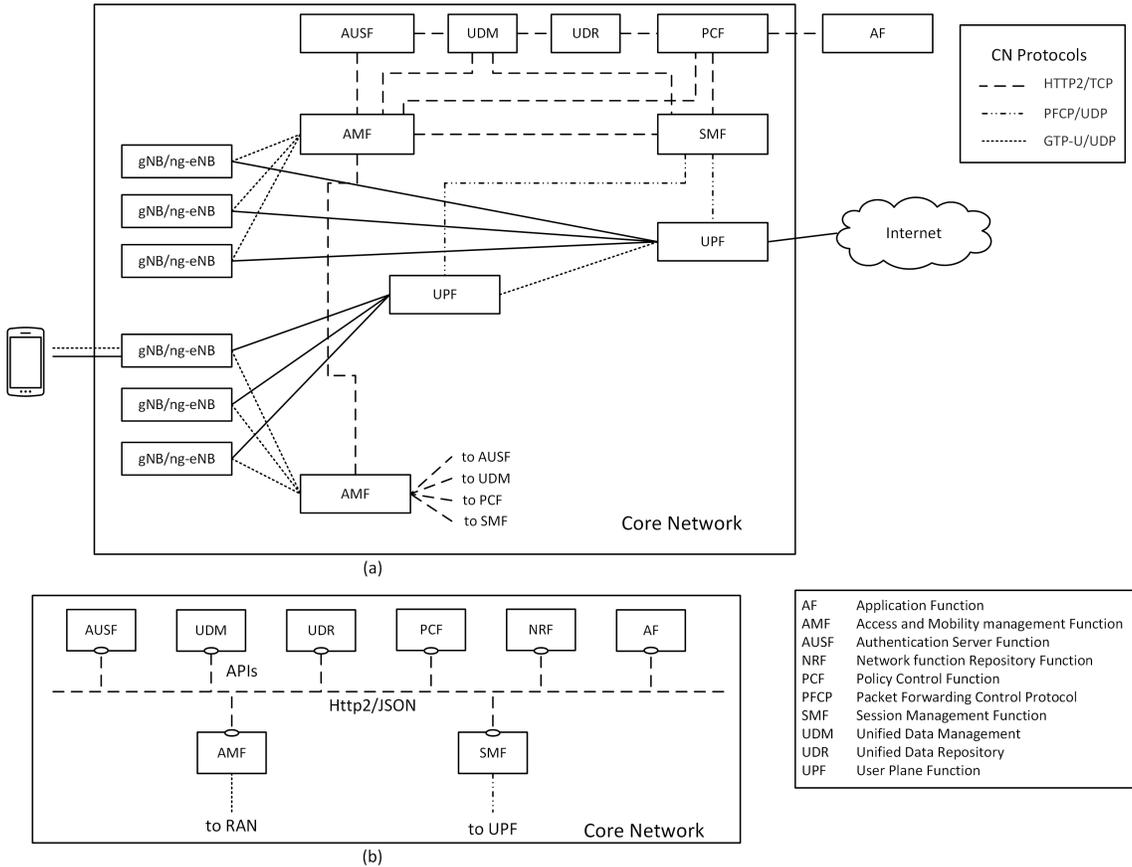 AUSF
UDM
UDR
PCF
AF
CN Protocols
HTTP2/TCP
PFCP/UDP
GTP-U/UDP
AMF
SMF
gNB/ng-eNB
gNB/ng-eNB
gNB/ng-eNB
UPF
Internet
UPF
gNB/ng-eNB
gNB/ng-eNB
gNB/ng-eNB
AMF
to AUSF
to UDM
to PCF
to SMF
Core Network
(a)
AUSF
UDM
UDR
PCF
NRF
AF
APIs
Http2/JSON
AMF
SMF
to RAN
to UPF
Core Network
(b)
AF Application Function
AMF Access and Mobility management Function
AUSF Authentication Server Function
NRF Network function Repository Function
PCF Policy Control Function
PFCP Packet Forwarding Control Protocol
SMF Session Management Function
UDM Unified Data Management
UDR Unified Data Repository
UPF User Plane Function